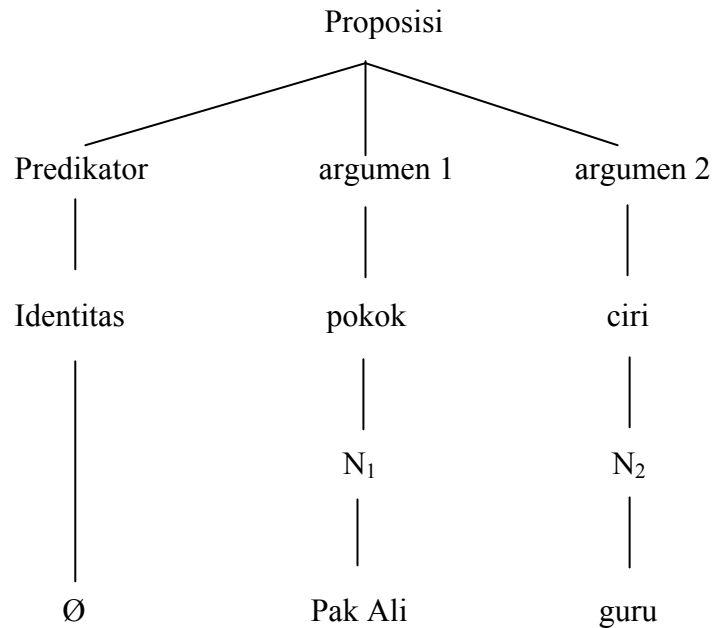 Proposisi
Predikator argumen 1 argumen 2
Identitas pokok ciri
N₁ N₂
Ø Pak Ali guru